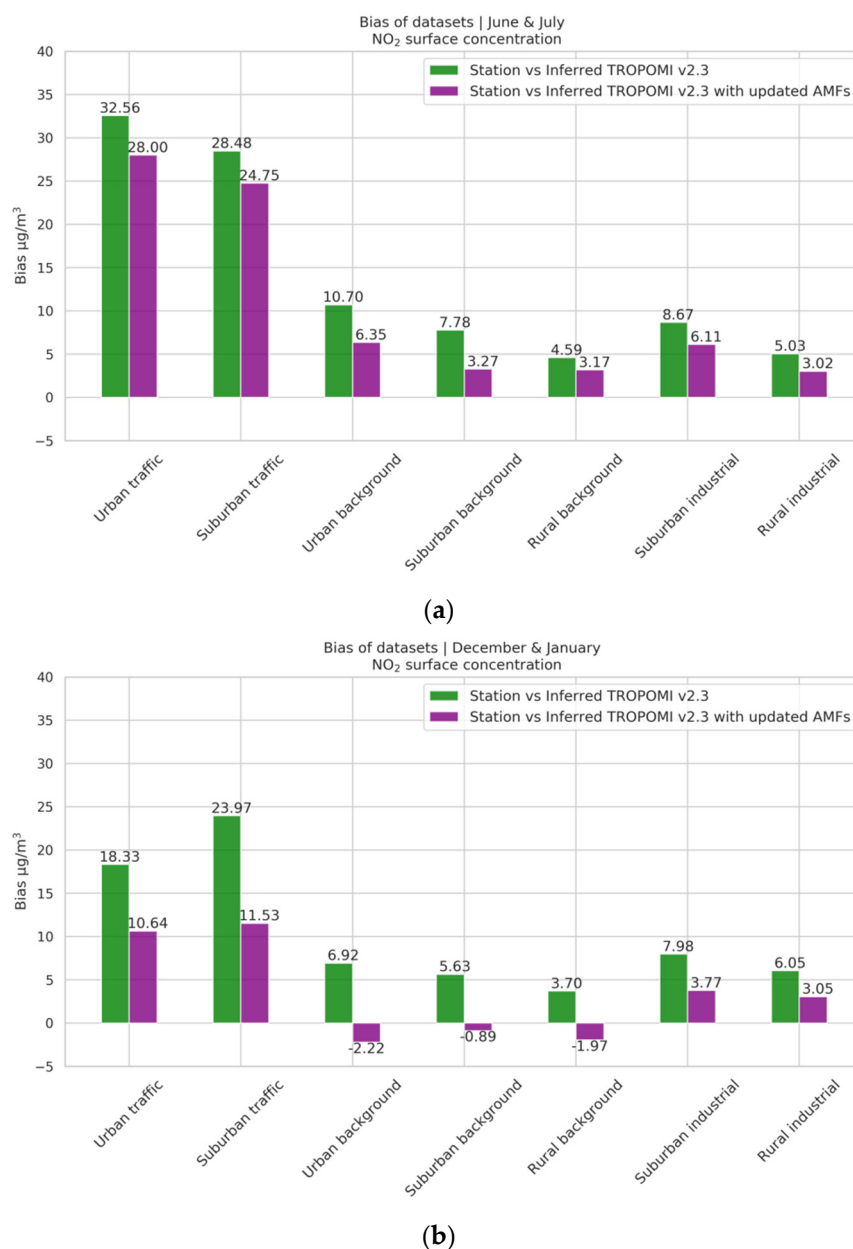 Bias of datasets | June & July
NO₂ surface concentration
40
35
30
25
20
15
10
5
0
−5
Bias µg/m³
Station vs Inferred TROPOMI v2.3
Station vs Inferred TROPOMI v2.3 with updated AMFs
32.56
28.00
28.48
24.75
10.70
6.35
7.78
3.27
4.59
3.17
8.67
6.11
5.03
3.02
Urban traffic
Suburban traffic
Urban background
Suburban background
Rural background
Suburban industrial
Rural industrial
(a)
Bias of datasets | December & January
NO₂ surface concentration
40
35
30
25
20
15
10
5
0
−5
Bias µg/m³
Station vs Inferred TROPOMI v2.3
Station vs Inferred TROPOMI v2.3 with updated AMFs
18.33
10.64
23.97
11.53
6.92
-2.22
5.63
-0.89
3.70
-1.97
7.98
3.77
6.05
3.05
Urban traffic
Suburban traffic
Urban background
Suburban background
Rural background
Suburban industrial
Rural industrial
(b)